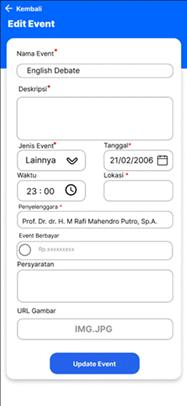 ← Kembali
Edit Event
Nama Event*
English Debate
Deskripsi*
Jenis Event* Tanggal*
Lainnya 21/02/2006
Waktu Lokasi *
23 : 00
Penyelenggara *
Prof. Dr. dr. H. M Rafi Mahendro Putro, Sp.A.
Event Berbayar
Rp.xxxxxxxxx
Persyaratan
URL Gambar
IMG.JPG
Update Event